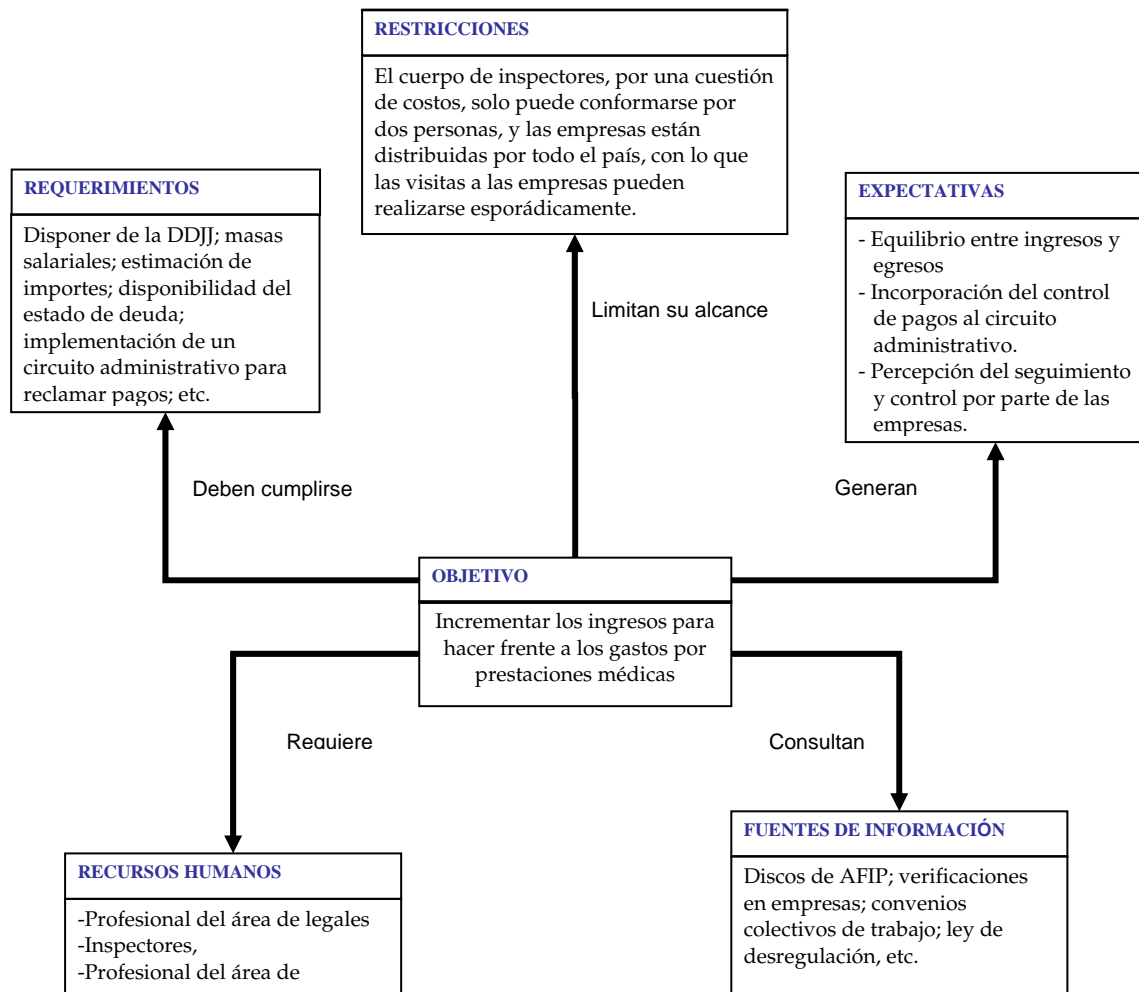 RESTRICCIONES
El cuerpo de inspectores, por una cuestión
de costos, solo puede conformarse por
dos personas, y las empresas están
distribuidas por todo el país, con lo que
las visitas a las empresas pueden
realizarse esporádicamente.
REQUERIMIENTOS
Disponer de la DDJJ; masas
salariales; estimación de
importes; disponibilidad del
estado de deuda;
implementación de un
circuito administrativo para
reclamar pagos; etc.
EXPECTATIVAS
- Equilibrio entre ingresos y
egresos
- Incorporación del control
de pagos al circuito
administrativo.
- Percepción del seguimiento
y control por parte de las
empresas.
Limitan su alcance
Deben cumplirse
Generan
OBJETIVO
Incrementar los ingresos para
hacer frente a los gastos por
prestaciones médicas
Requiere
Consultan
RECURSOS HUMANOS
-Profesional del área de legales
-Inspectores,
-Profesional del área de
FUENTES DE INFORMACIÓN
Discos de AFIP; verificaciones
en empresas; convenios
colectivos de trabajo; ley de
desregulación, etc.